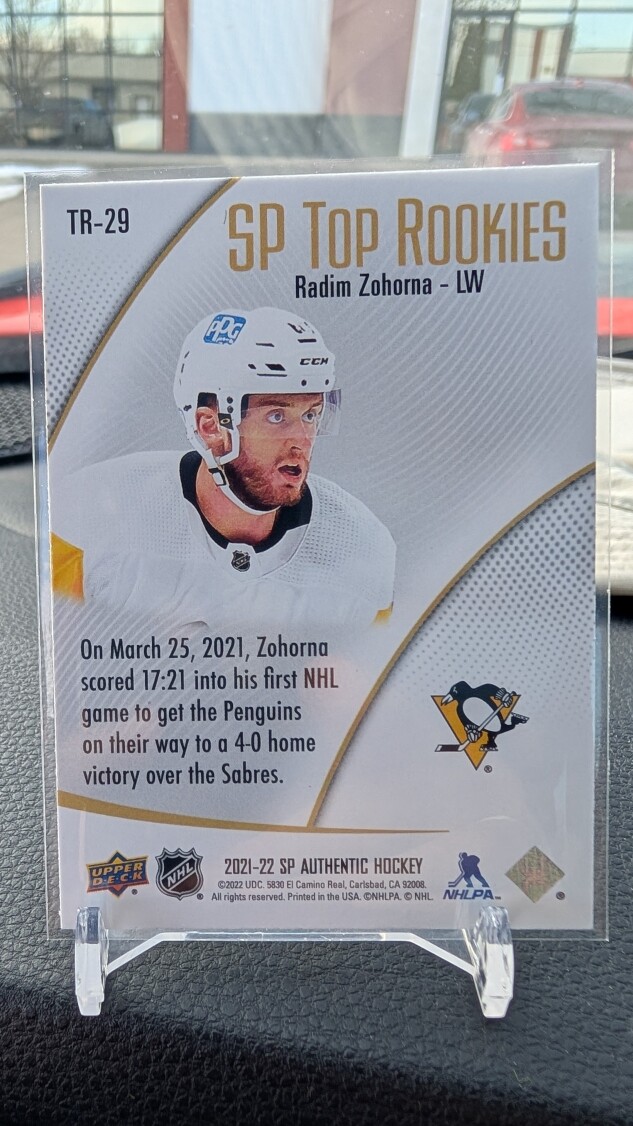 TR-29
SP TOP ROOKIES
Radim Zohorna - LW
PPG
CCM
On March 25, 2021, Zohorna
scored 17:21 into his first NHL
game to get the Penguins
on their way to a 4-0 home
victory over the Sabres.
UPPER
DECK
NHL
2021-22 SP AUTHENTIC HOCKEY
©2022 UDC. 5830 El Camino Real, Carlsbad, CA 92008.
All rights reserved. Printed in the USA. ©NHLPA. © NHL.
NHLPA™